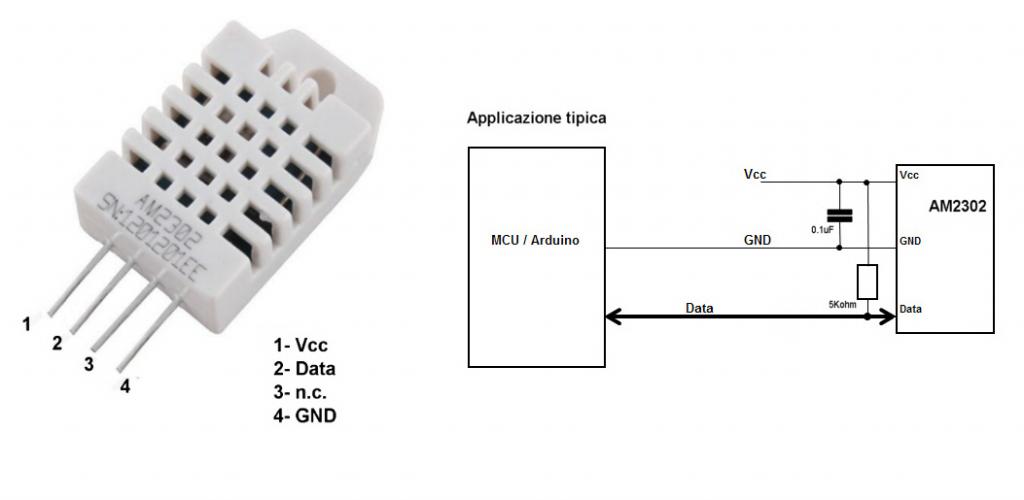 AM2302
SN:1201201EE
1
2
3
4
1- Vcc
2- Data
3- n.c.
4- GND
Applicazione tipica
MCU / Arduino
Vcc
GND
Data
0.1uF
5Kohm
Vcc
AM2302
GND
Data